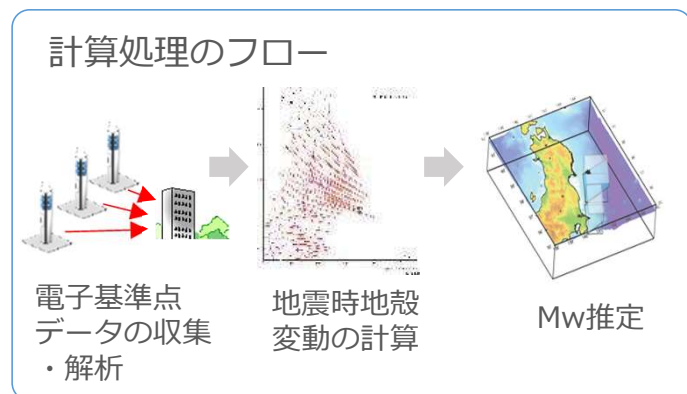 計算処理のフロー
電子基準点
データの収集
・解析
地震時地殻
変動の計算
Mw推定